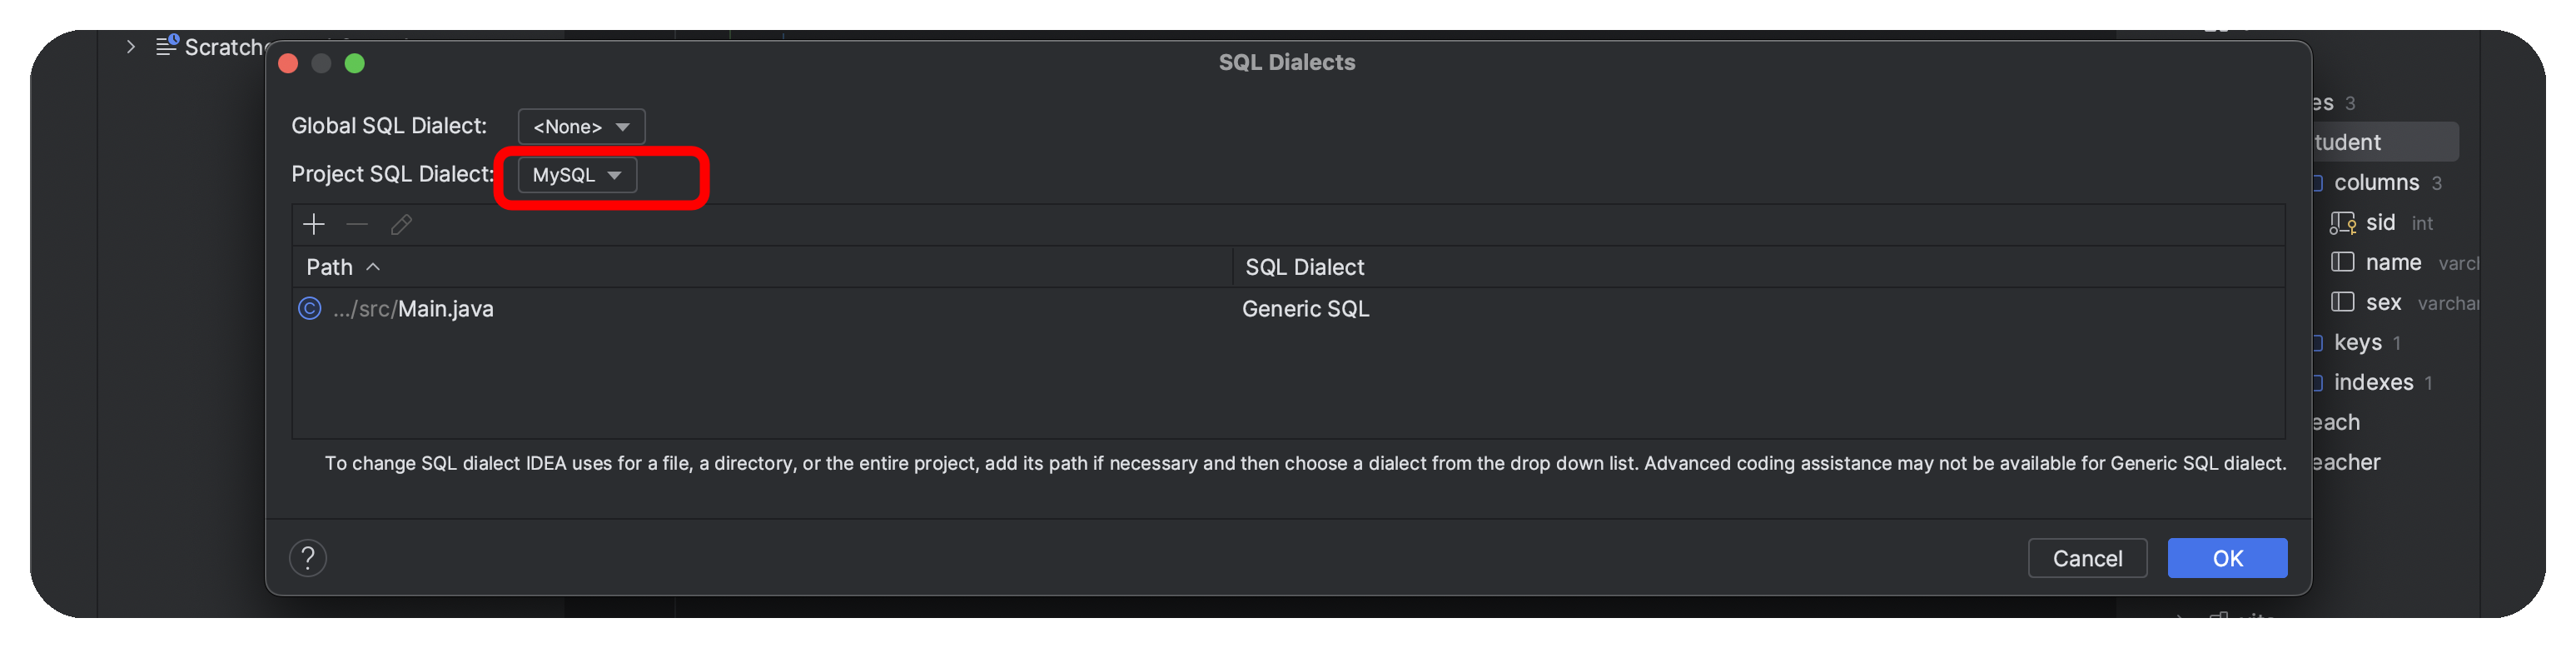 SQL Dialects
Global SQL Dialect: <None>
Project SQL Dialect: MySQL
Path SQL Dialect
.../src/Main.java Generic SQL
To change SQL dialect IDEA uses for a file, a directory, or the entire project, add its path if necessary and then choose a dialect from the drop down list. Advanced coding assistance may not be available for Generic SQL dialect.
? Cancel OK
Scratche
es 3
tudent
columns 3
sid int
name varch
sex varchar
keys 1
indexes 1
each
eacher